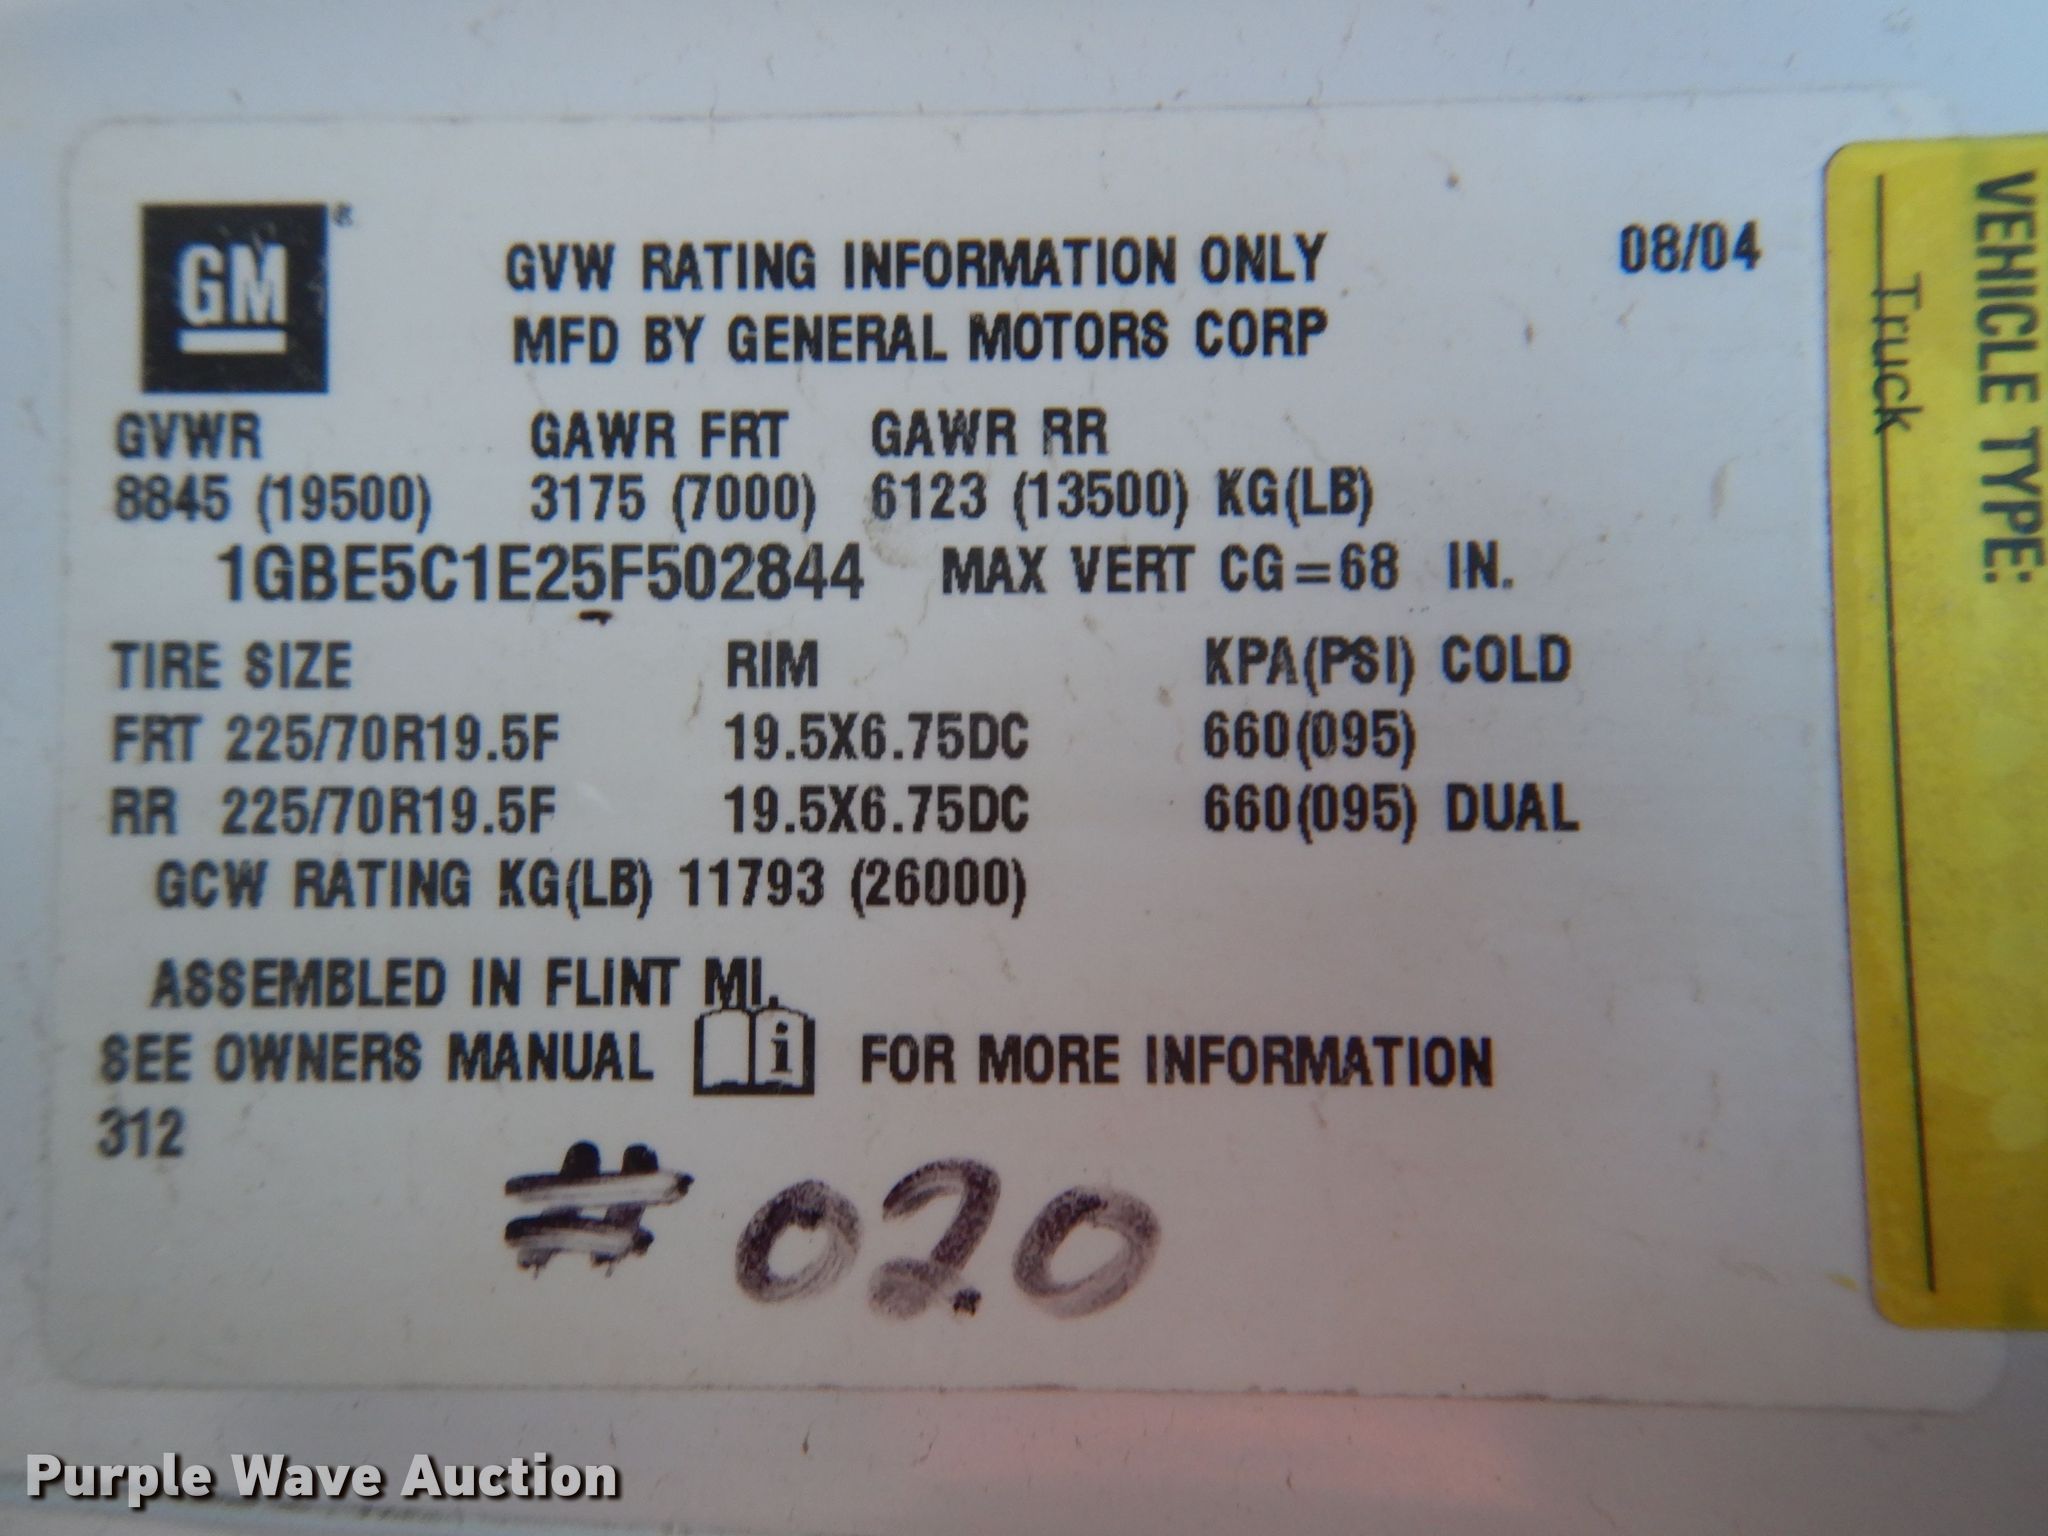 GM®
GVW RATING INFORMATION ONLY
08/04
MFD BY GENERAL MOTORS CORP
GVWR GAWR FRT GAWR RR
8845 (19500) 3175 (7000) 6123 (13500) KG(LB)
1GBE5C1E25F502844 MAX VERT CG=68 IN.
TIRE SIZE RIM KPA(PSI) COLD
FRT 225/70R19.5F 19.5X6.75DC 660(095)
RR 225/70R19.5F 19.5X6.75DC 660(095) DUAL
GCW RATING KG(LB) 11793 (26000)
ASSEMBLED IN FLINT MI.
SEE OWNERS MANUAL i FOR MORE INFORMATION
312
#020
VEHICLE TYPE:
Truck
Purple Wave Auction